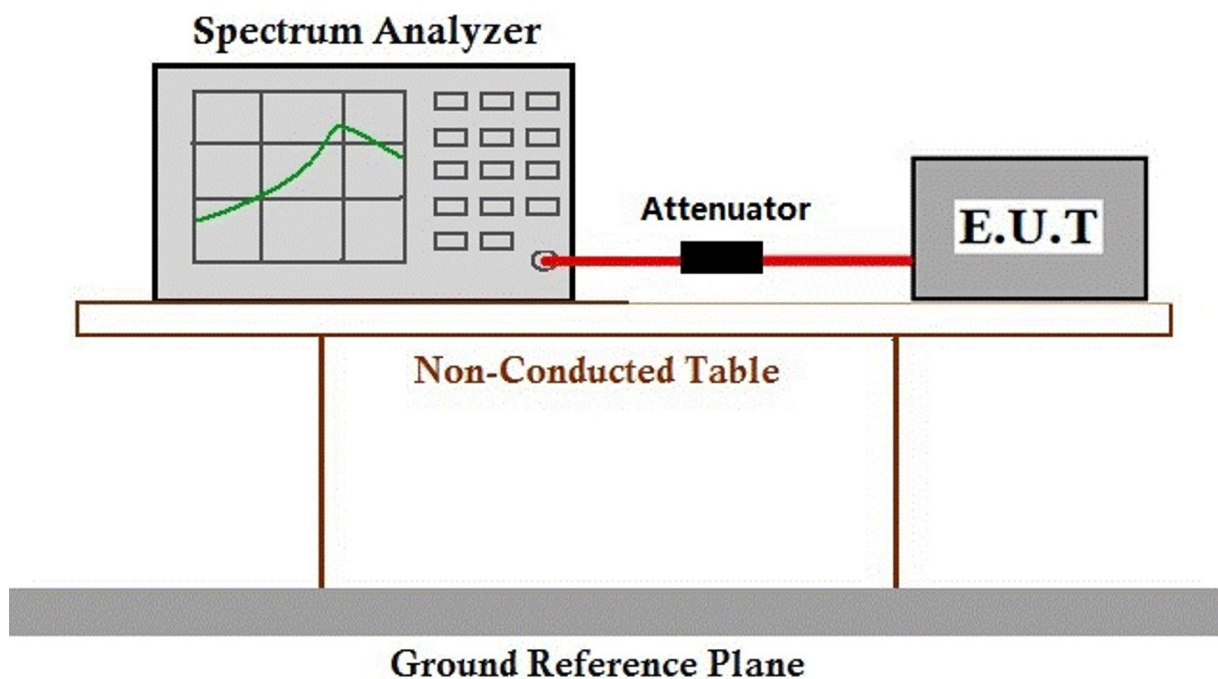 Spectrum Analyzer
Attenuator
E.U.T
Non-Conducted Table
Ground Reference Plane